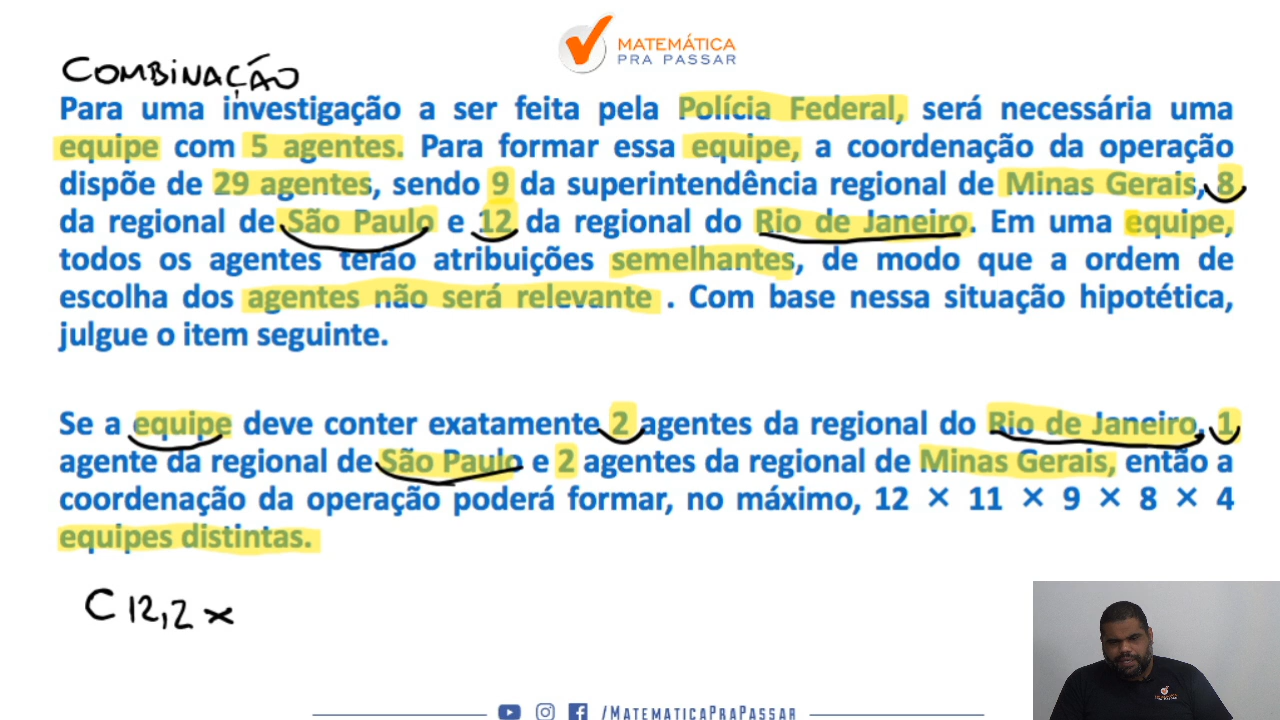 MATEMÁTICA
PRA PASSAR
COMBINAÇÃO
Para uma investigação a ser feita pela Polícia Federal, será necessária uma
equipe com 5 agentes. Para formar essa equipe, a coordenação da operação
dispõe de 29 agentes, sendo 9 da superintendência regional de Minas Gerais, 8
da regional de São Paulo e 12 da regional do Rio de Janeiro. Em uma equipe,
todos os agentes terão atribuições semelhantes, de modo que a ordem de
escolha dos agentes não será relevante . Com base nessa situação hipotética,
julgue o item seguinte.
Se a equipe deve conter exatamente 2 agentes da regional do Rio de Janeiro, 1
agente da regional de São Paulo e 2 agentes da regional de Minas Gerais, então a
coordenação da operação poderá formar, no máximo, 12 × 11 × 9 × 8 × 4
equipes distintas.
C 12,2 ×
/MATEMATICAPRAPASSAR